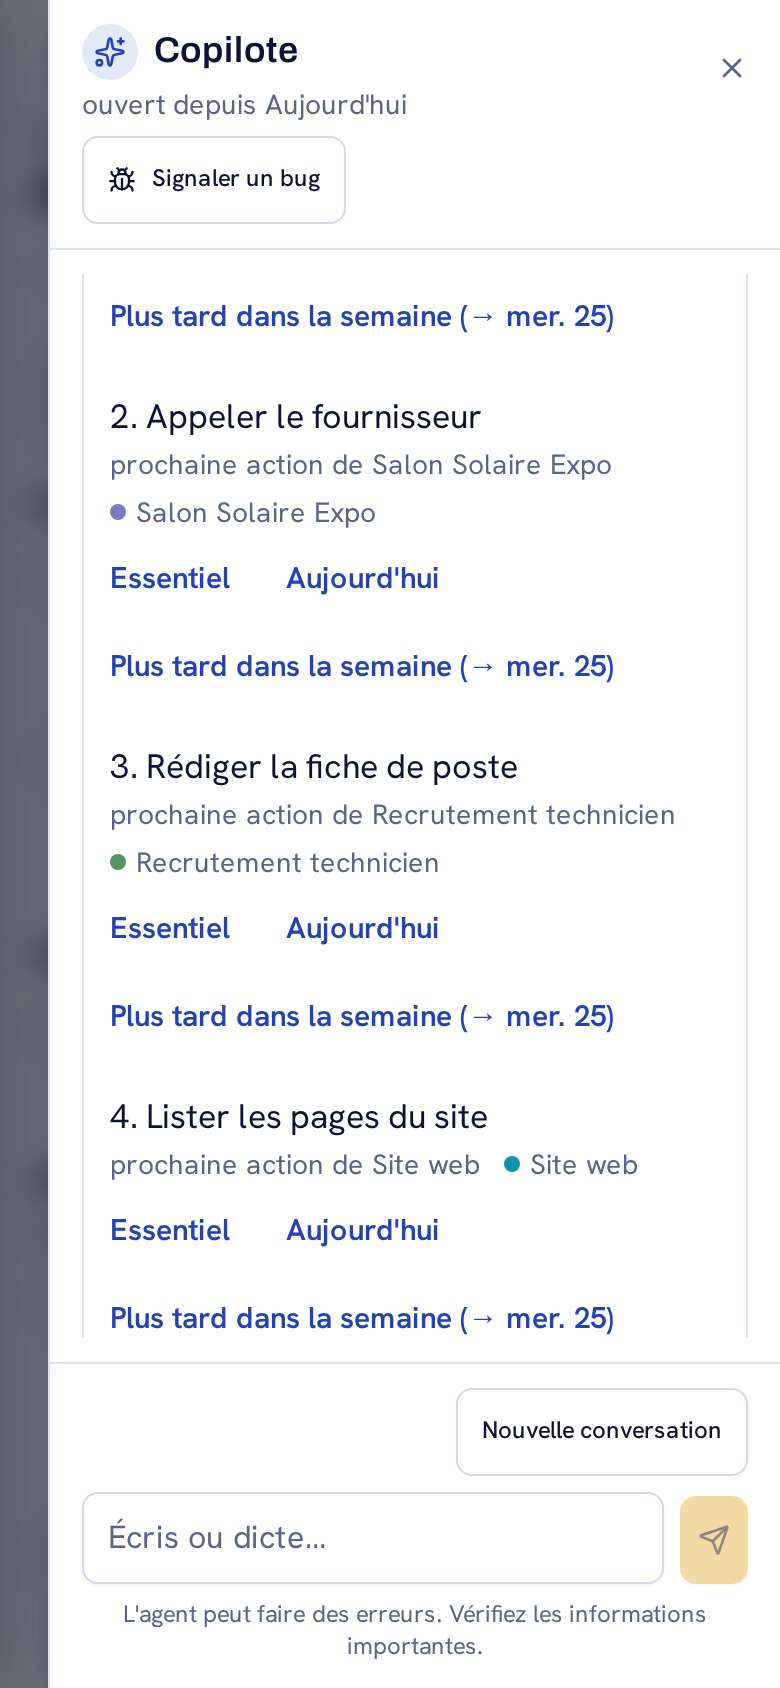 Copilote
ouvert depuis Aujourd'hui
Signaler un bug
Plus tard dans la semaine (→ mer. 25)
2. Appeler le fournisseur
prochaine action de Salon Solaire Expo
Salon Solaire Expo
Essentiel Aujourd'hui
Plus tard dans la semaine (→ mer. 25)
3. Rédiger la fiche de poste
prochaine action de Recrutement technicien
Recrutement technicien
Essentiel Aujourd'hui
Plus tard dans la semaine (→ mer. 25)
4. Lister les pages du site
prochaine action de Site web Site web
Essentiel Aujourd'hui
Plus tard dans la semaine (→ mer. 25)
Nouvelle conversation
Écris ou dicte...
L'agent peut faire des erreurs. Vérifiez les informations
importantes.